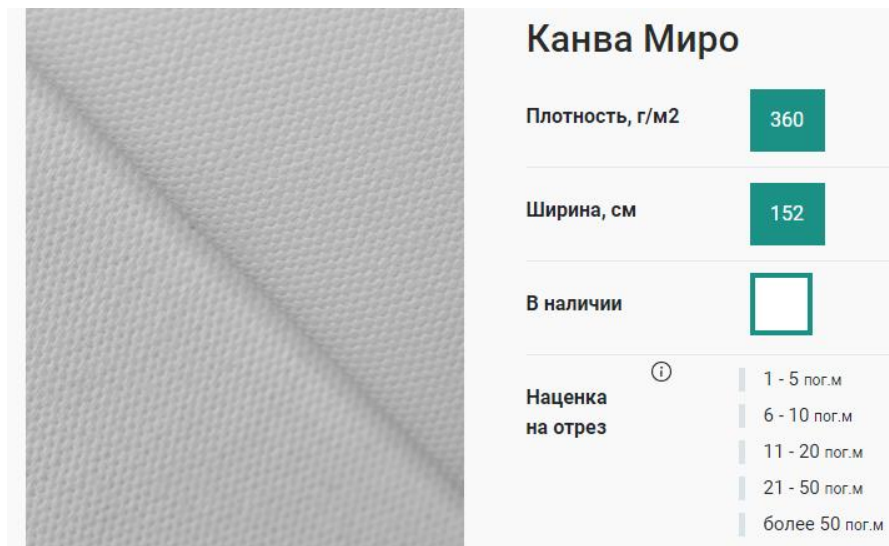 Канва Миро
Плотность, г/м2
360
Ширина, см
152
В наличии
Наценка
на отрез
1 - 5 пог.м
6 - 10 пог.м
11 - 20 пог.м
21 - 50 пог.м
более 50 пог.м